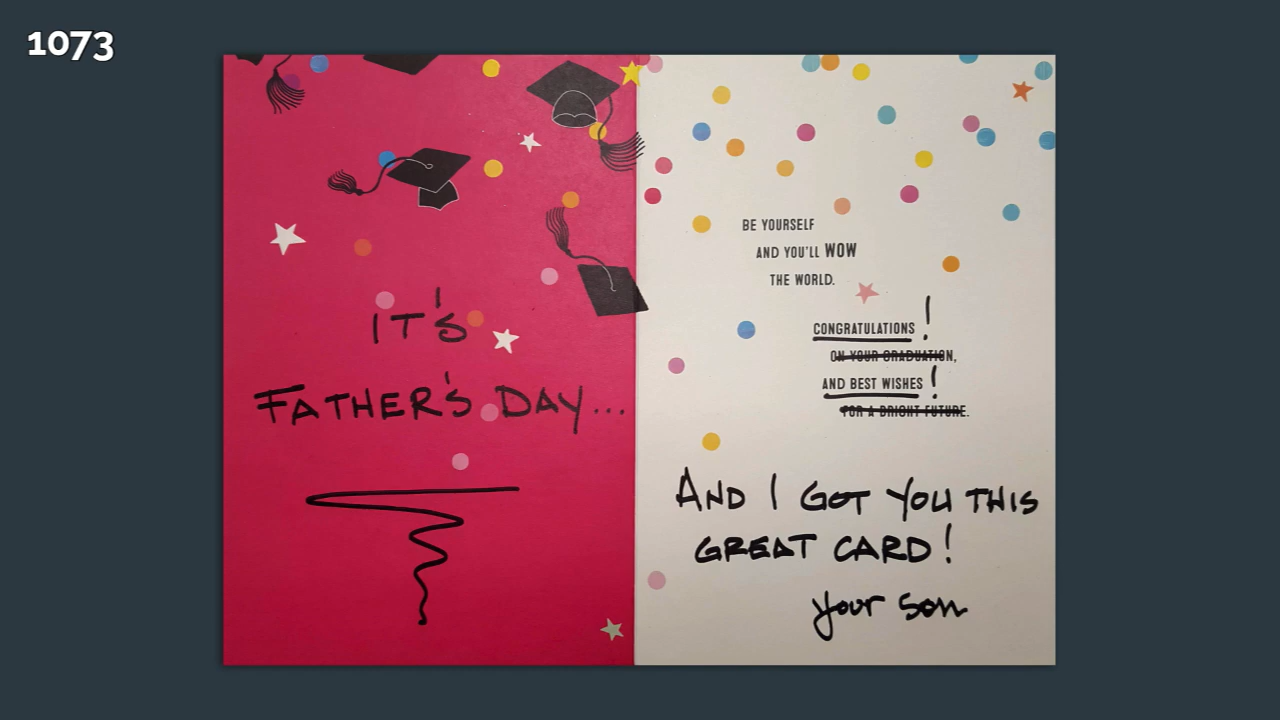 1073
IT'S
FATHER'S DAY...
BE YOURSELF
AND YOU'LL WOW
THE WORLD.
CONGRATULATIONS!
ON YOUR GRADUATION,
AND BEST WISHES!
FOR A BRIGHT FUTURE.
AND I GOT YOU THIS
GREAT CARD!
your son